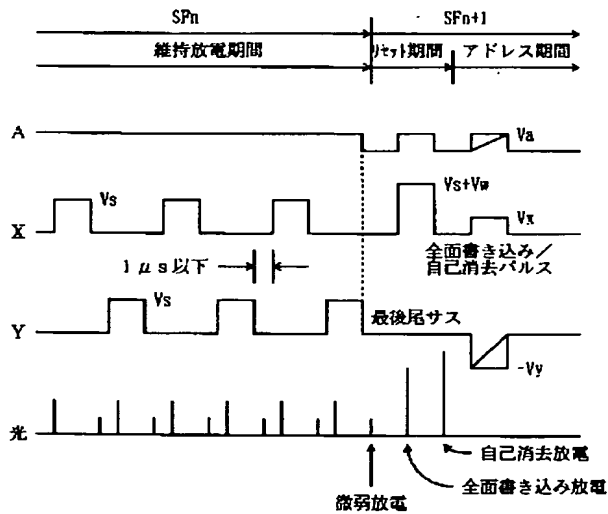 SFn
SFn+1
維持放電期間
リセット期間
アドレス期間
A
Va
Vs
Vs+Vw
X
Vx
1μs以下
全面書き込み/
自己消去パルス
Vs
Y
最後尾サス
-Vy
光
自己消去放電
全面書き込み放電
微弱放電